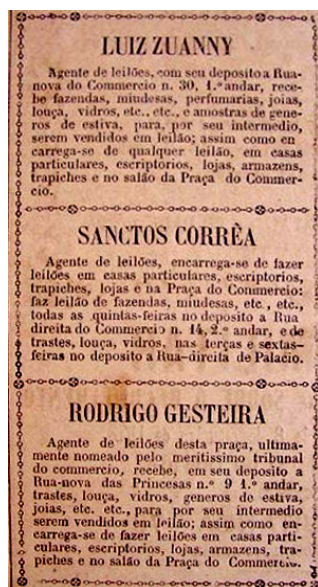 LUIZ ZUANNY
Agente de leilões, com seu deposito a Rua-
nova do Commercio n. 30, 1.º andar, rece-
be fazendas, miudesas, perfumarias, joias,
louça, vidros, etc., etc., e amostras de gene-
ros de estiva, para, por seu intermedio,
serem vendidos em leilão; assim como en-
carrega-se de qualquer leilão, em casas
particulares, escriptorios, lojas, armazens,
trapiches e no salão da Praça do Commer-
cio.
SANCTOS CORRÊA
Agente de leilões, encarrega-se de fazer
leilões em casas particulares, escriptorios,
trapiches, lojas e na Praça do Commercio:
faz leilão de fazendas, miudesas, etc, etc,
todas as quintas-feiras no deposito a Rua
direita do Commercio n. 14, 2.º andar, e de
trastes, louça, vidros, nas terças e sextas-
feiras no deposito a Rua-direita de Palacio.
RODRIGO GESTEIRA
Agente de leilões desta praça, ultima-
mente nomeado pelo meritissimo tribunal
do commercio, recebe, em seu deposito a
Rua-nova das Princesas n.º 9 1.º andar,
trastes, louça, vidros, generos de estiva,
joias, etc. etc., para por seu intermedio
serem vendidos em leilão; assim como en-
carrega-se de fazer leilões em casas parti-
culares, escriptorios, lojas, armazens, tra-
piches e no salão da Praça do Commercio.